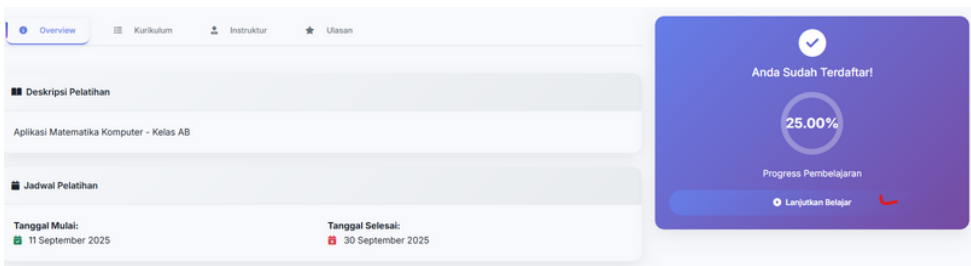 Overview
Kurikulum
Instruktur
Ulasan
Deskripsi Pelatihan
Aplikasi Matematika Komputer - Kelas AB
Jadwal Pelatihan
Tanggal Mulai:
11 September 2025
Tanggal Selesai:
30 September 2025
Anda Sudah Terdaftar!
25.00%
Progress Pembelajaran
Lanjutkan Belajar